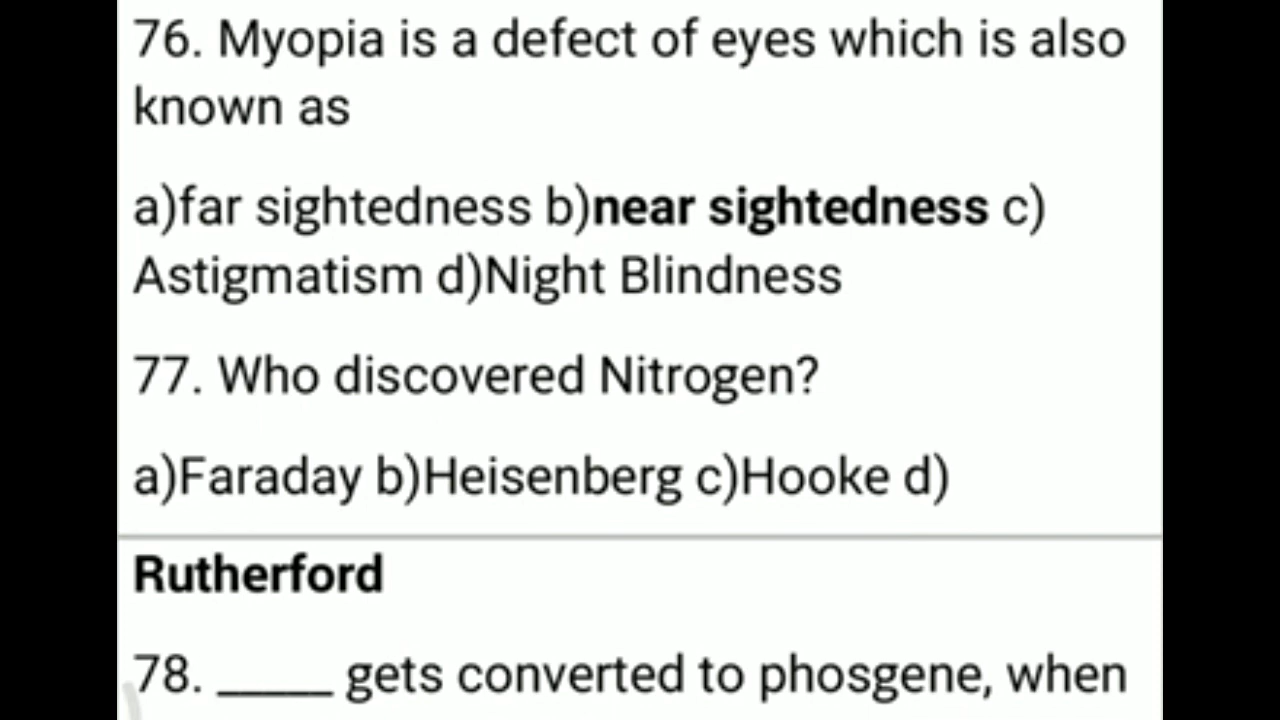 76. Myopia is a defect of eyes which is also
known as
a)far sightedness b)near sightedness c)
Astigmatism d)Night Blindness
77. Who discovered Nitrogen?
a)Faraday b)Heisenberg c)Hooke d)
Rutherford
78. _____ gets converted to phosgene, when